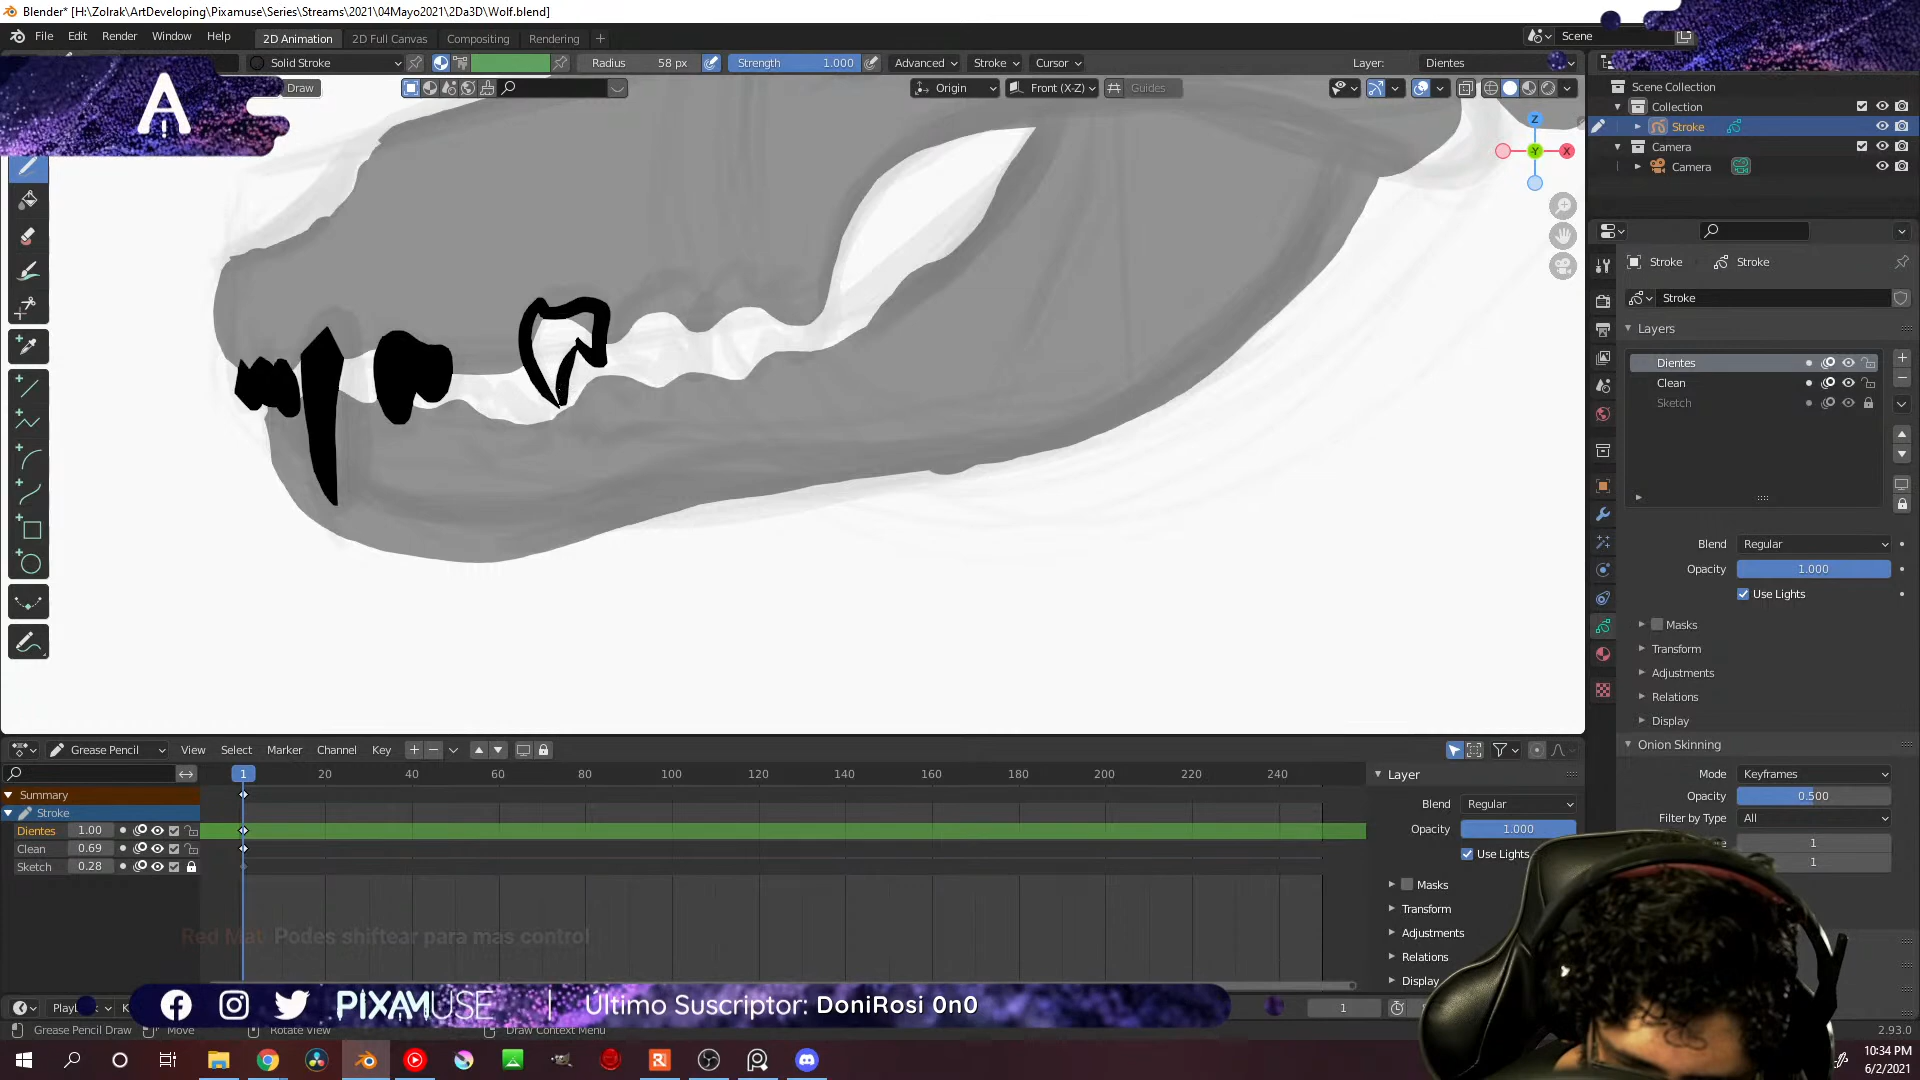 Blender* [H:\Zolrak\ArtDeveloping\Pixamuse\Series\Streams\2021\04Mayo2021\2Da3D\Wolf.blend]
File Edit Render Window Help 2D Animation 2D Full Canvas Compositing Rendering + Scene
Solid Stroke Radius 58 px Strength 1.000 Advanced Stroke Cursor Layer: Dientes
A Draw Origin Front (X-Z) Guides
Scene Collection
Collection
Stroke
Camera
Camera
Z
Y X
Stroke Stroke
Stroke
Layers
Dientes
Clean
Sketch
Blend Regular
Opacity 1.000
Use Lights
Masks
Transform
Adjustments
Relations
Display
Onion Skinning
Mode Keyframes
Opacity 0.500
Filter by Type All
1
1
Grease Pencil View Select Marker Channel Key
1 20 40 60 80 100 120 140 160 180 200 220 240
Summary
Stroke
Dientes 1.00
Clean 0.69
Sketch 0.28
Layer
Blend Regular
Opacity 1.000
Use Lights
Masks
Transform
Adjustments
Relations
Display
Red Mat Podes shiftear para mas control
PIXAMUSE | Último Suscriptor: DoniRosi 0n0
1
Grease Pencil Draw Move Rotate View Draw Context Menu 2.93.0
10:34 PM
6/2/2021